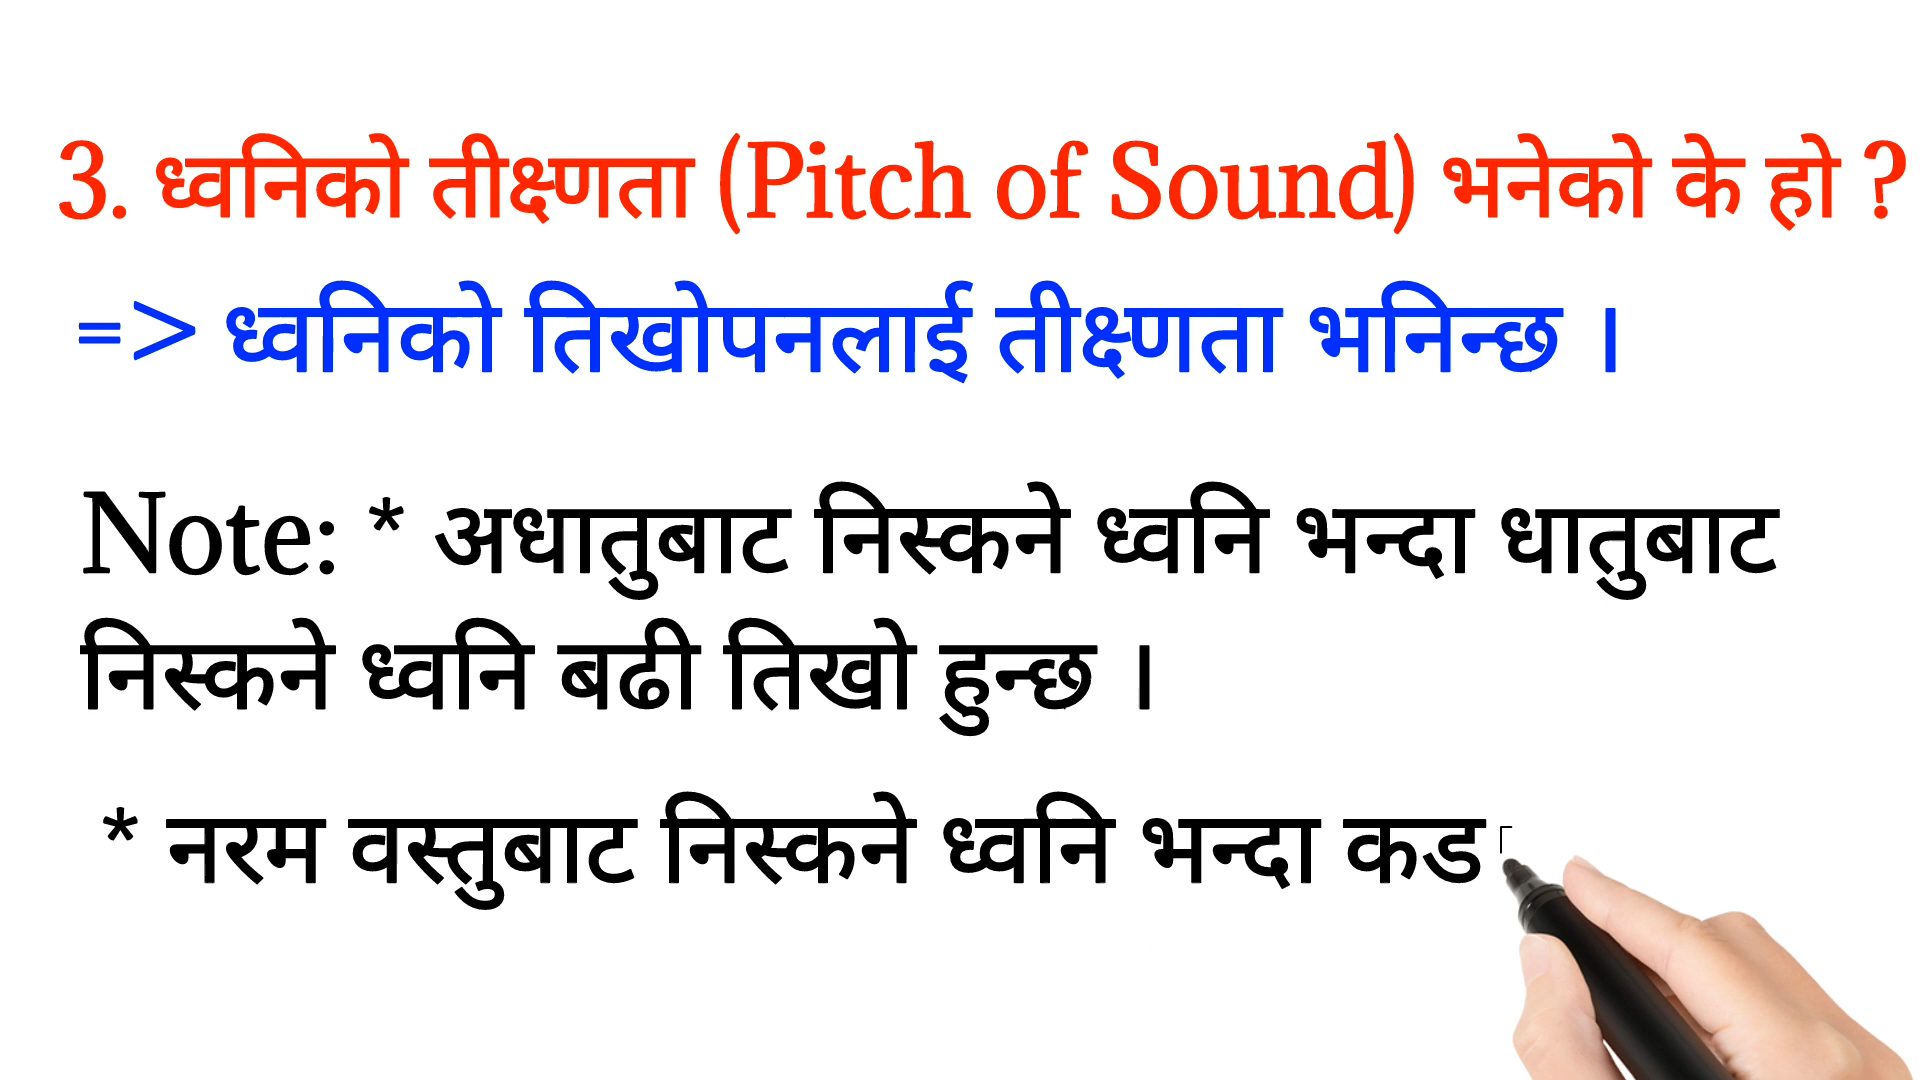 3. ध्वनिको तीक्ष्णता (Pitch of Sound) भनेको के हो ?
=> ध्वनिको तिखोपनलाई तीक्ष्णता भनिन्छ ।
Note: * अधातुबाट निस्कने ध्वनि भन्दा धातुबाट
निस्कने ध्वनि बढी तिखो हुन्छ ।
* नरम वस्तुबाट निस्कने ध्वनि भन्दा कड